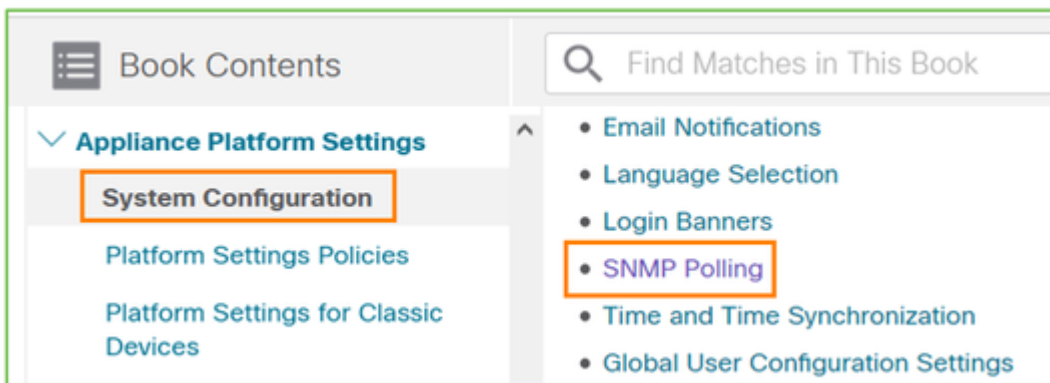 Book Contents
Find Matches in This Book
Appliance Platform Settings
System Configuration
Platform Settings Policies
Platform Settings for Classic
Devices
• Email Notifications
• Language Selection
• Login Banners
• SNMP Polling
• Time and Time Synchronization
• Global User Configuration Settings